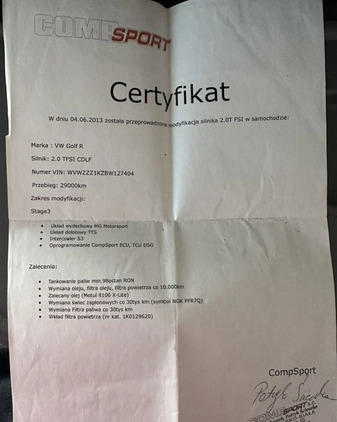 COMPSPORT
Certyfikat
W dniu 04.06.2013 została przeprowadzona modyfikacja silnika 2.0T FSI w samochodzie:
Marka : VW Golf R
Silnik: 2.0 TFSI CDLF
Numer VIN: WVWZZZ1KZBW127404
Przebieg: 29000km
Zakres modyfikacji:
Stage3
• Układ wydechowy MG Motorsport
• Układ dolotowy TTS
• Intercooler S3
• Oprogramowanie CompSport ECU, TCU DSG
Zalecenia:
• Tankowanie paliw min.98octan RON
• Wymiana oleju, filtra oleju, filtra powietrza co 10.000km
• Zalecany olej (Motul 8100 X-Lite)
• Wymiana świec zapłonowych co 30tys km (symbol NGK PFR7Q)
• Wymiana Filtra paliwa co 30tys km
• Wkład filtra powietrza (nr kat. 1K0129620)
CompSport
COMPSPORT S.C.